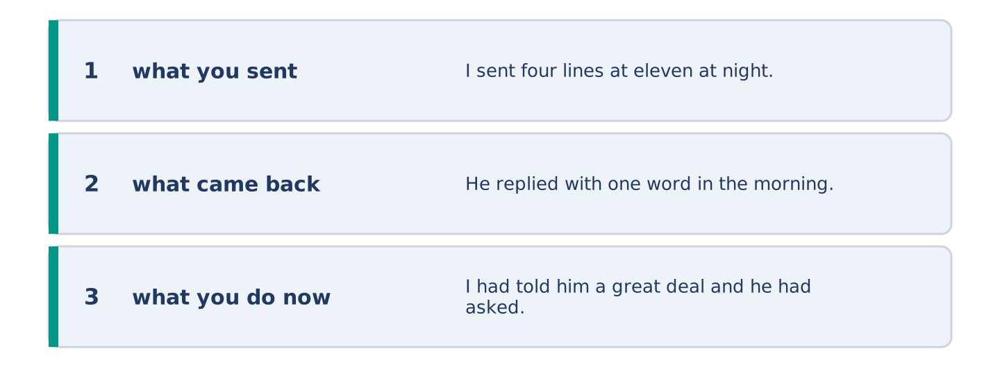 1 what you sent I sent four lines at eleven at night.
2 what came back He replied with one word in the morning.
3 what you do now I had told him a great deal and he had
asked.